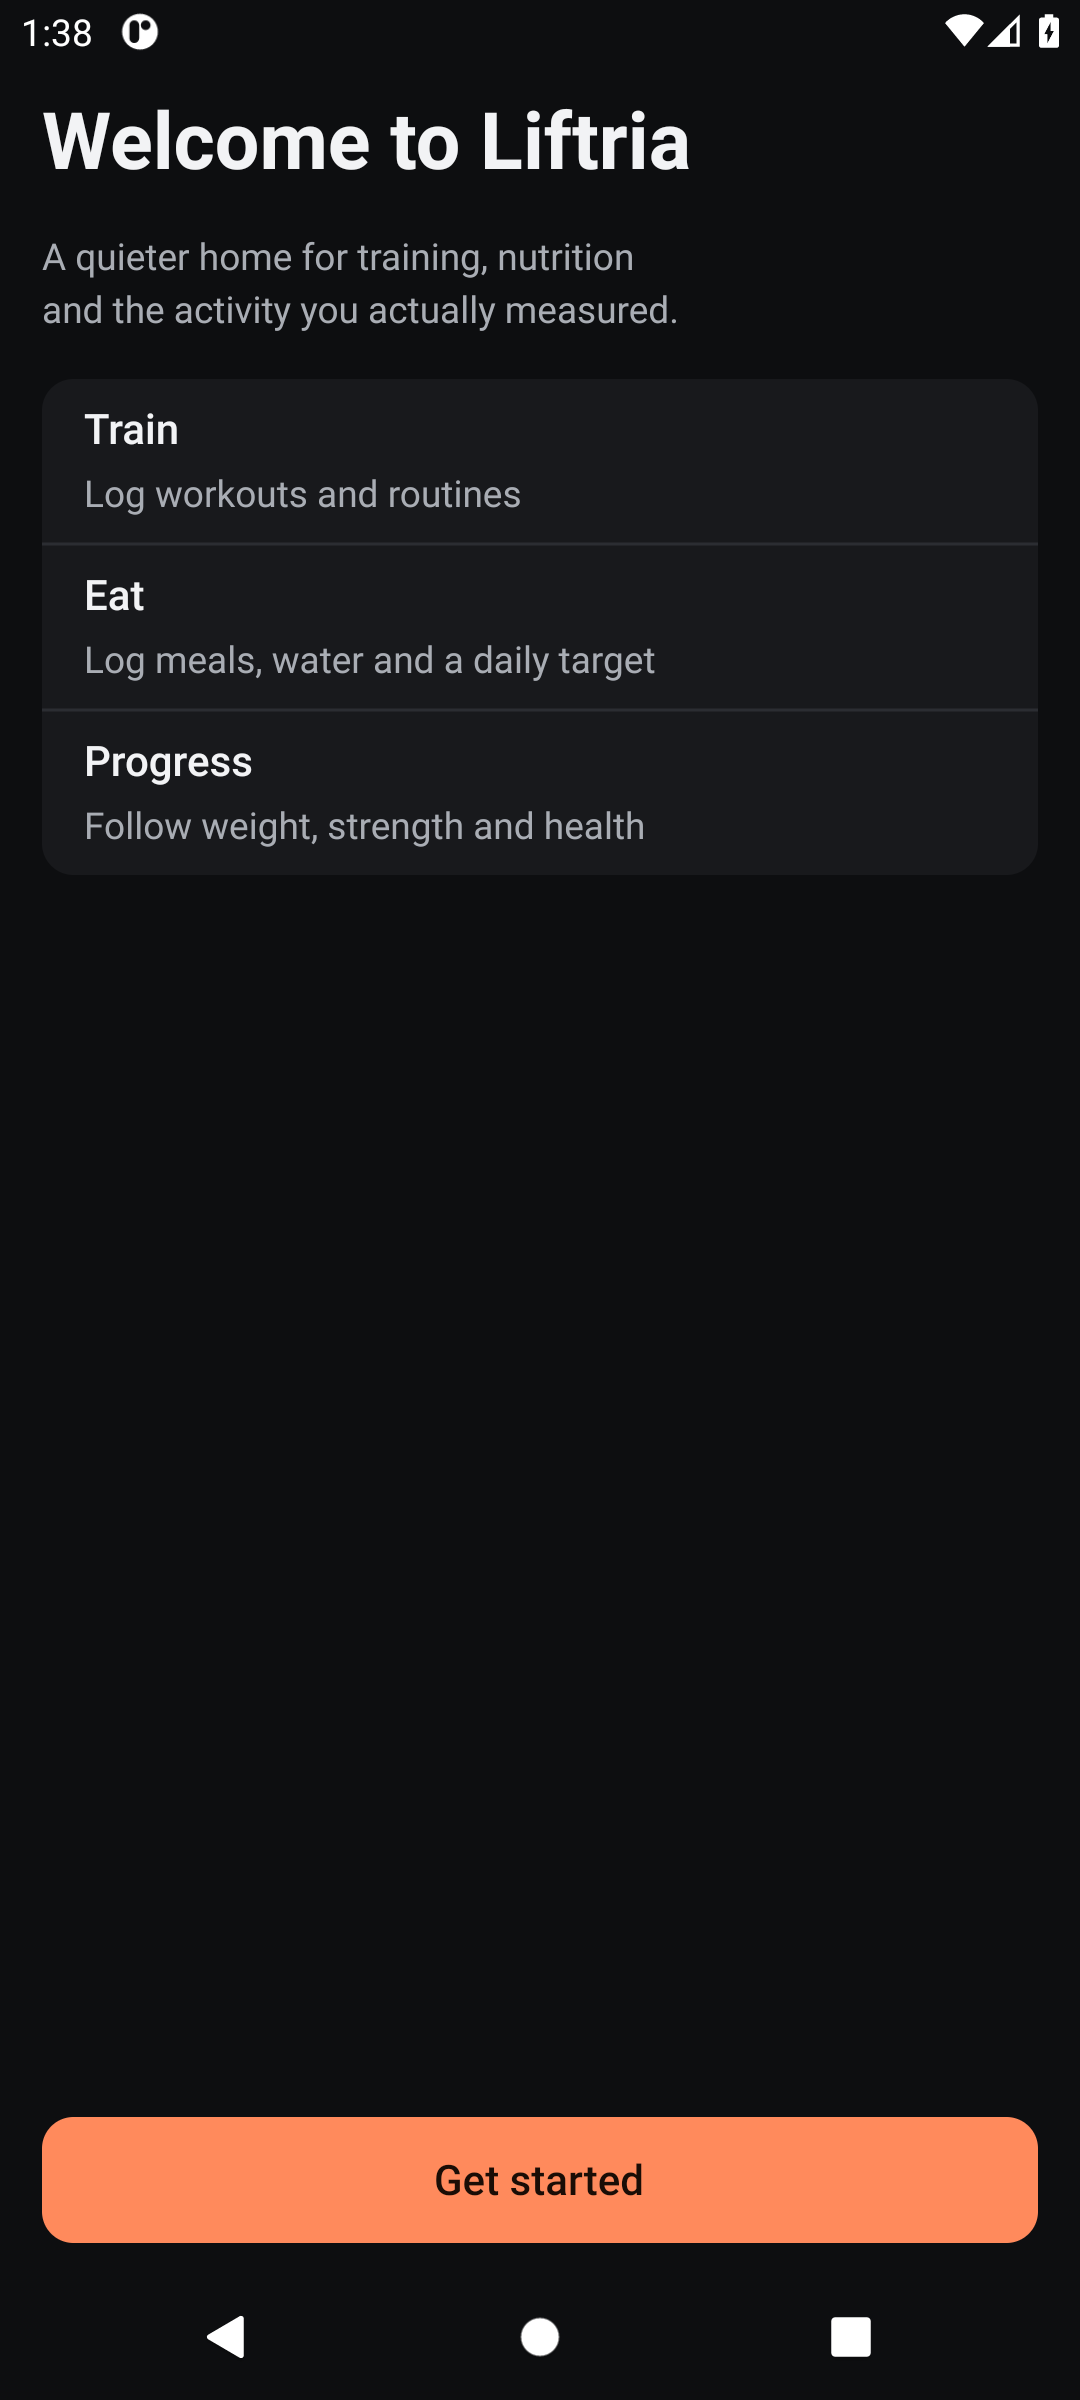 1:38
Welcome to Liftria
A quieter home for training, nutrition
and the activity you actually measured.
Train
Log workouts and routines
Eat
Log meals, water and a daily target
Progress
Follow weight, strength and health
Get started